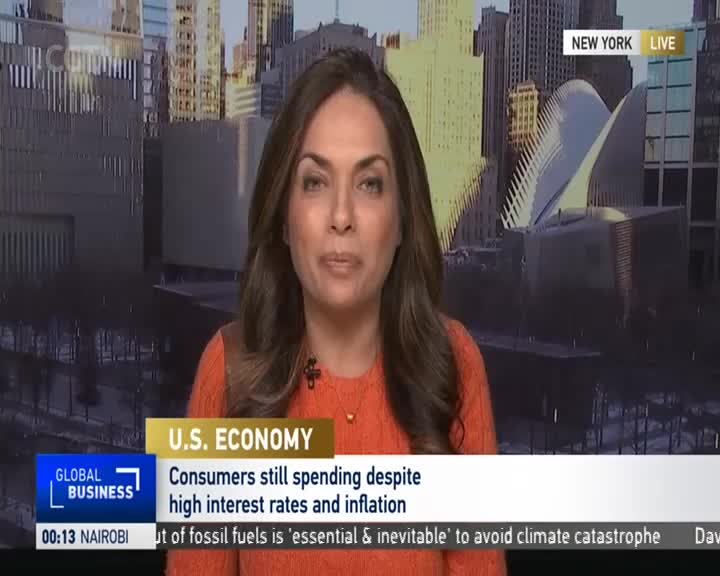 CGTN
NEW YORK LIVE
U.S. ECONOMY
Consumers still spending despite
high interest rates and inflation
GLOBAL
BUSINESS
00:13 NAIROBI
ut of fossil fuels is 'essential & inevitable' to avoid climate catastrophe Dav